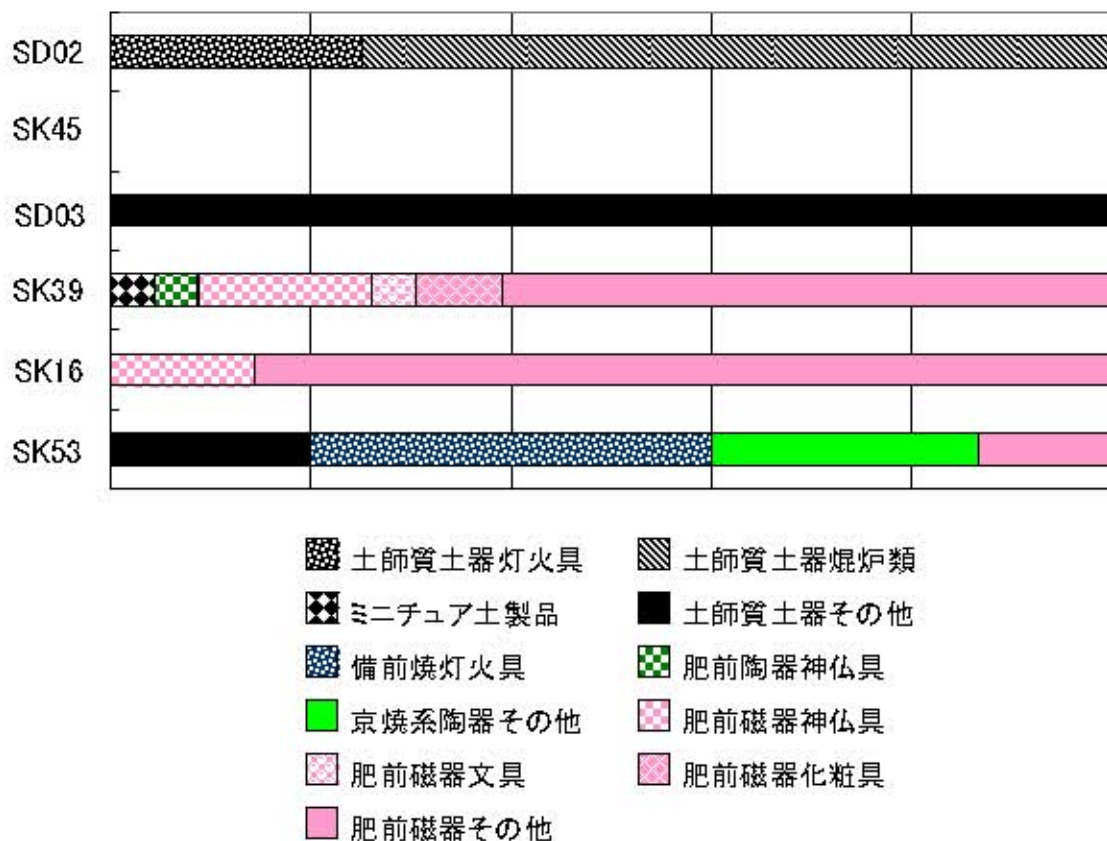 SD02
SK45
SD03
SK39
SK16
SK53
土師質土器灯火具
土師質土器焜炉類
ミニチュア土製品
土師質土器その他
備前焼灯火具
肥前陶器神仏具
京焼系陶器その他
肥前磁器神仏具
肥前磁器文具
肥前磁器化粧具
肥前磁器その他